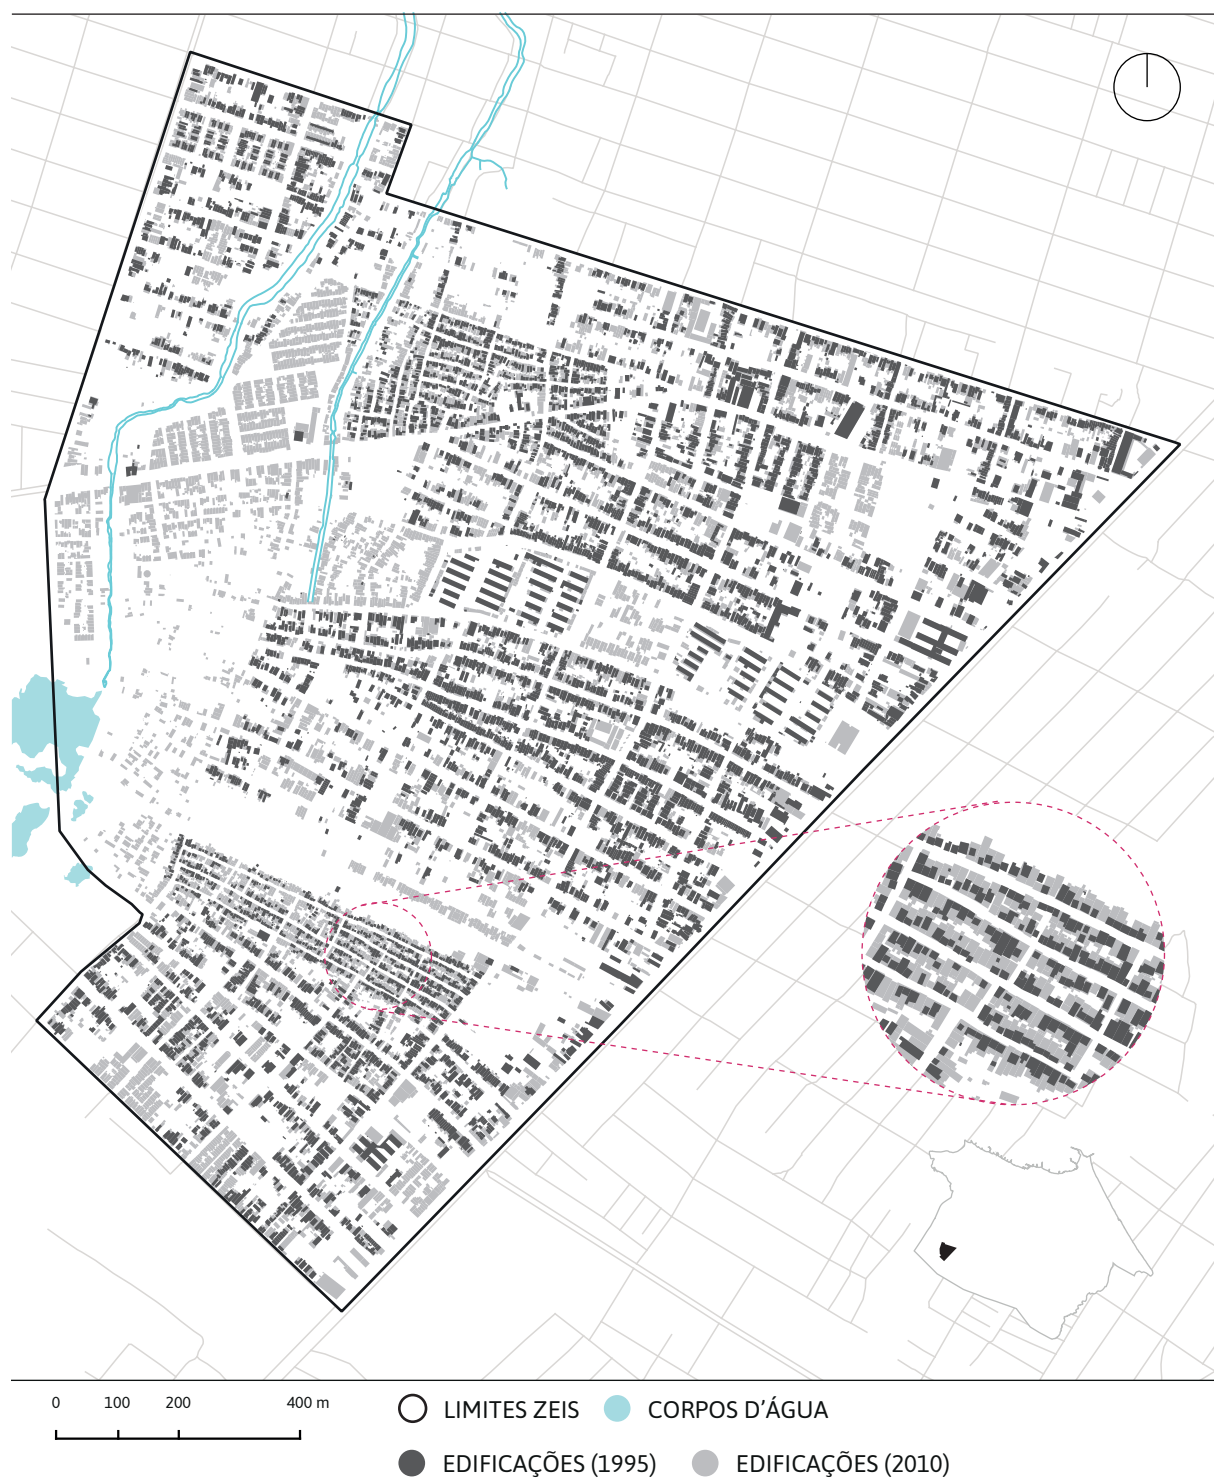 0 100 200 400 m
LIMITES ZEIS CORPOS D'ÁGUA
EDIFICAÇÕES (1995) EDIFICAÇÕES (2010)